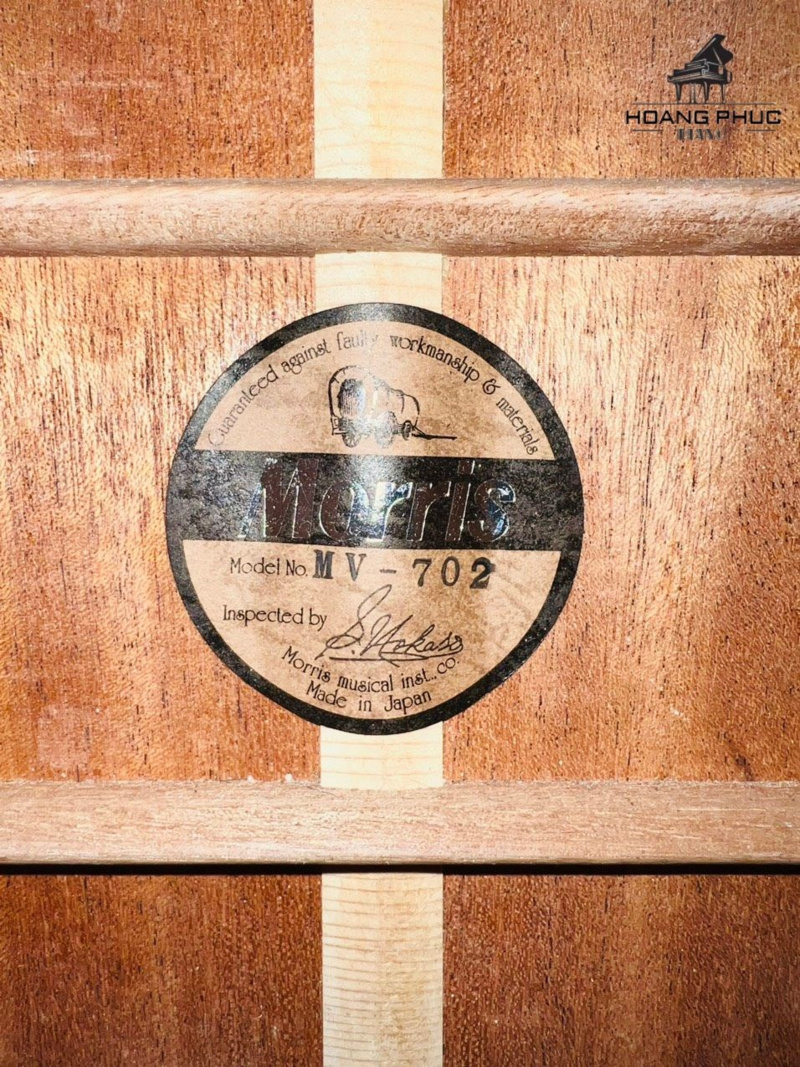 HOANG PHUC
PIANO
Guaranteed against faulty workmanship & materials
Morris
Model No. MV-702
Inspected by
Morris musical inst., co.
Made in Japan